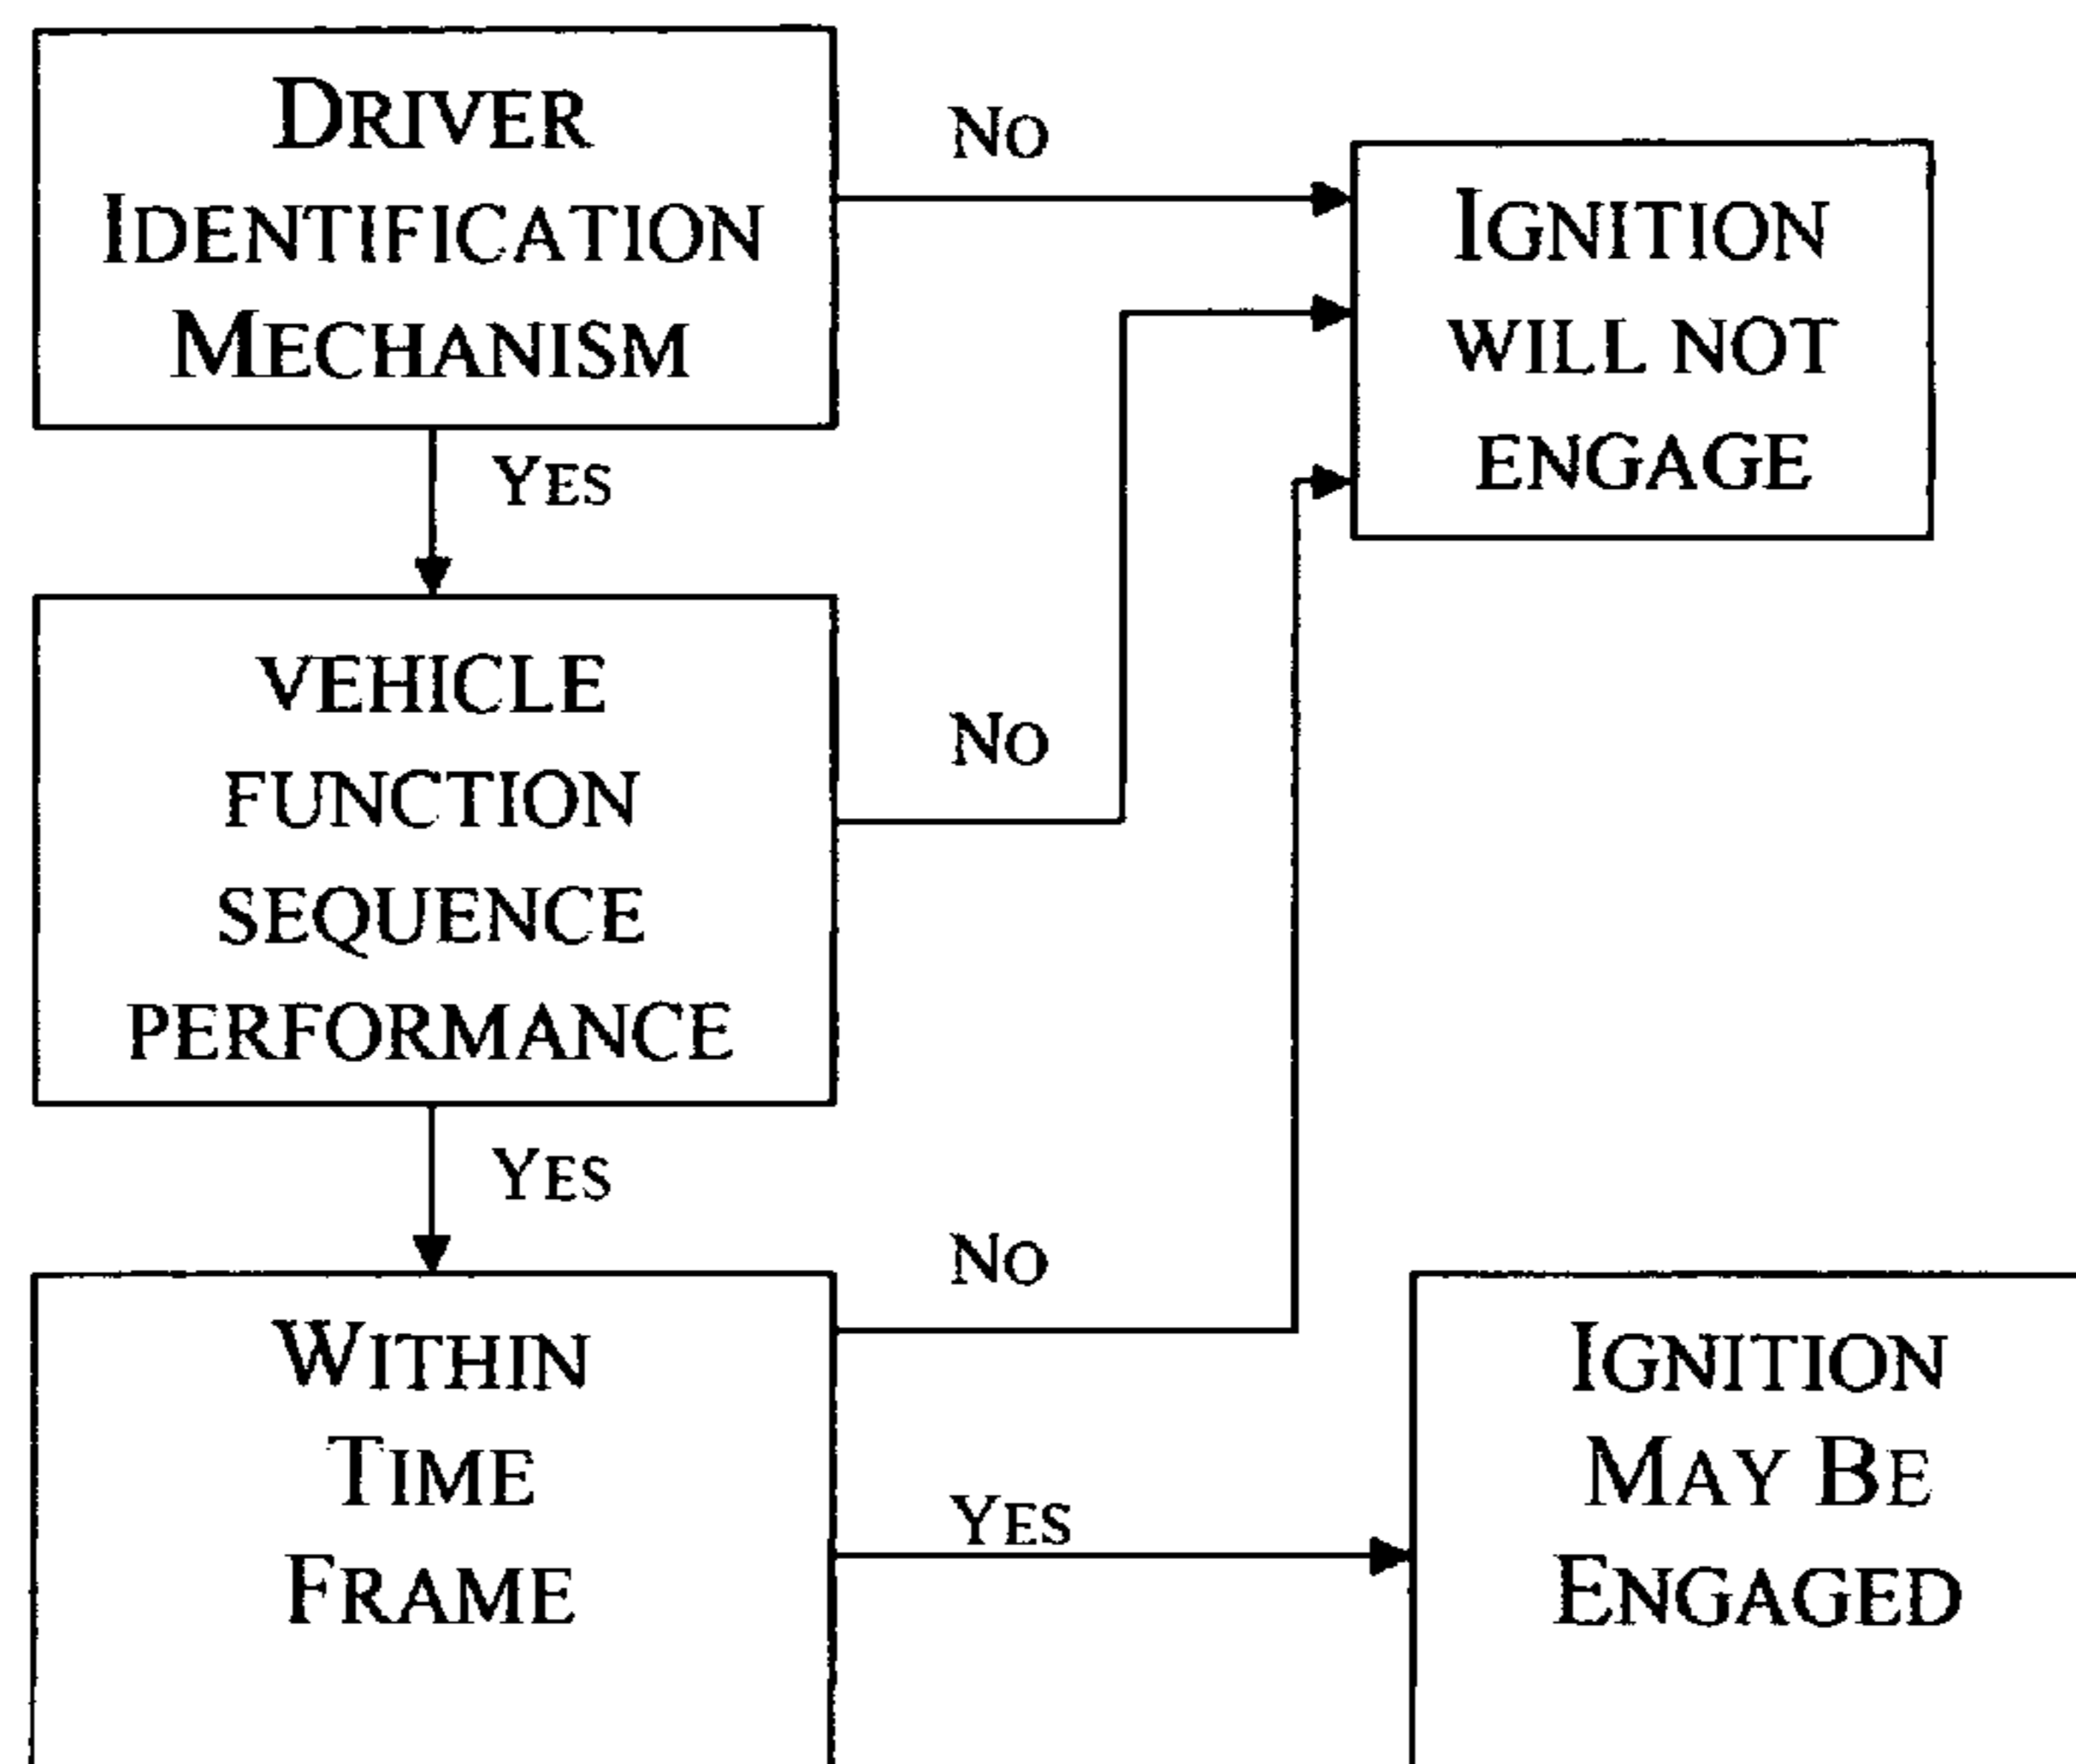 DRIVER
IDENTIFICATION
MECHANISM
NO
IGNITION
WILL NOT
ENGAGE
YES
VEHICLE
FUNCTION
SEQUENCE
PERFORMANCE
NO
YES
WITHIN
TIME
FRAME
NO
YES
IGNITION
MAY BE
ENGAGED